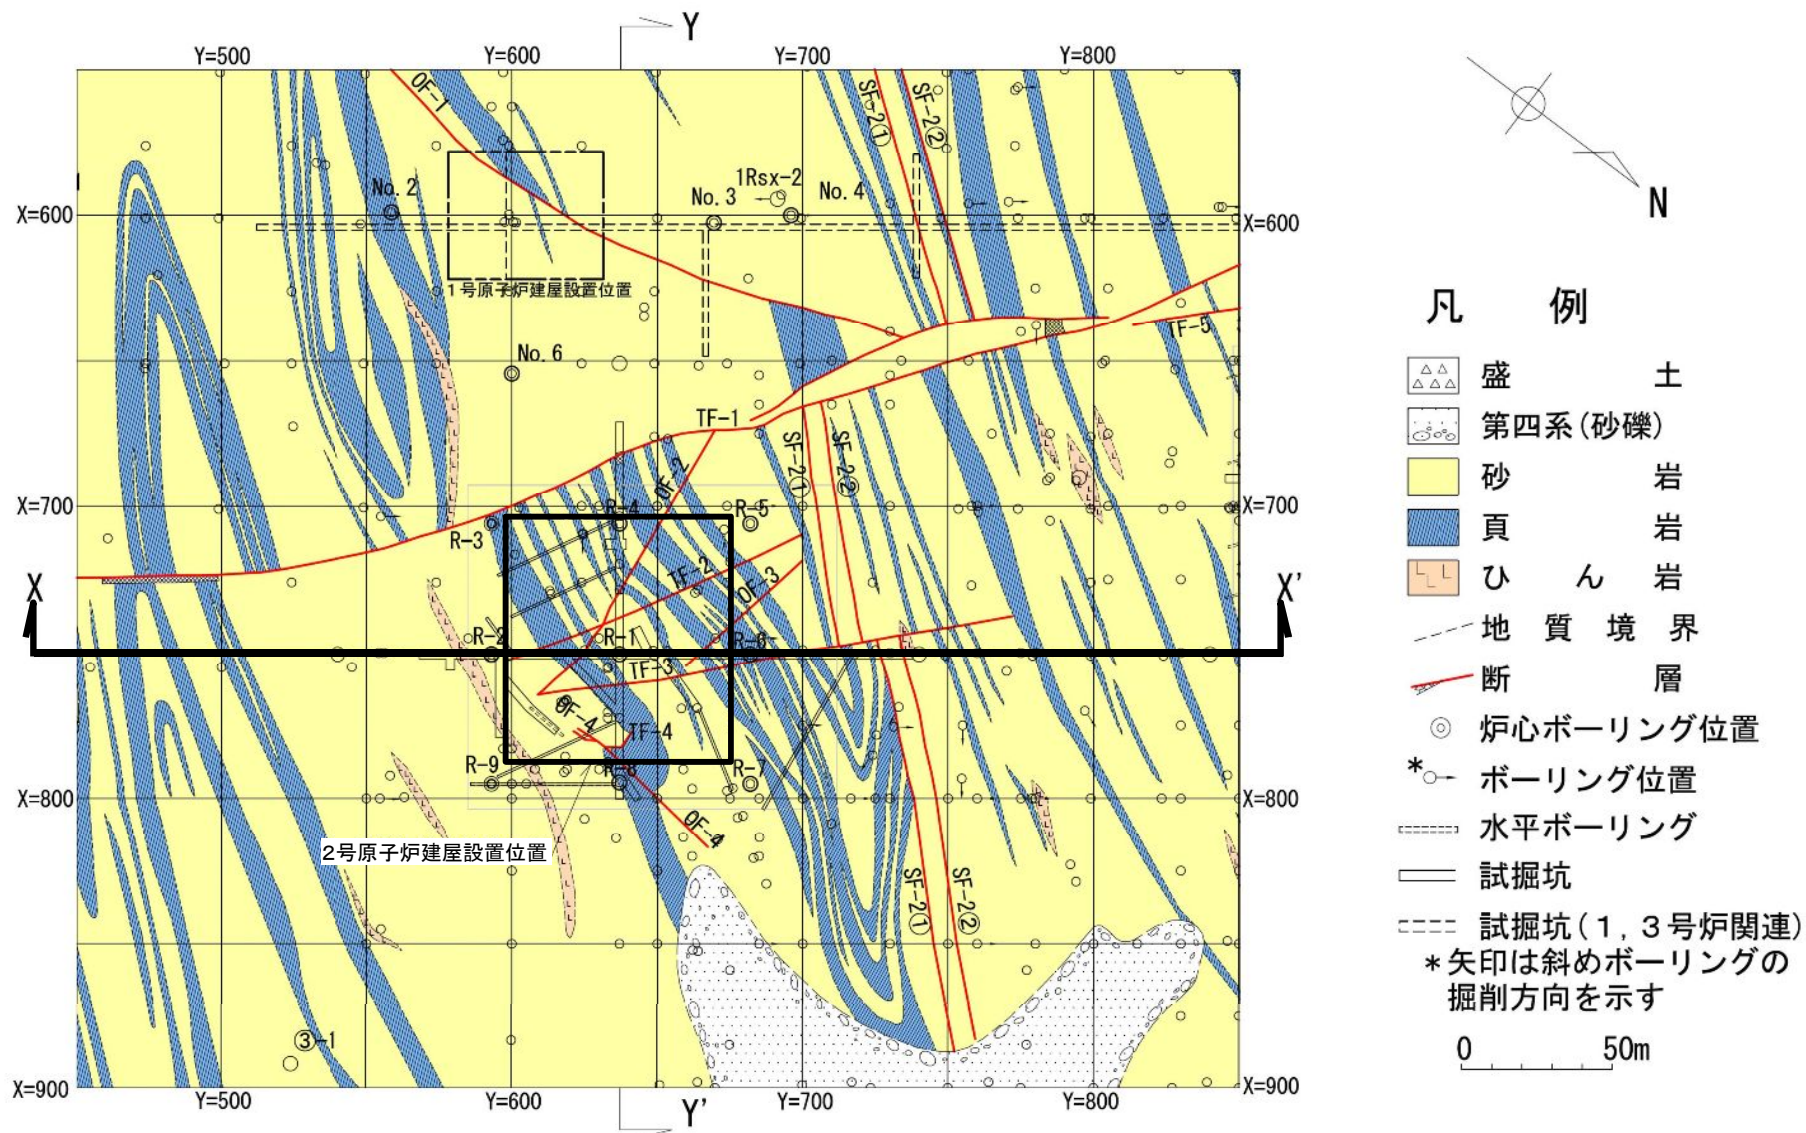 Y
Y=500
Y=600
Y=700
Y=800
OF-1
SF-2①
SF-2②
N
No.2
No.3
1Rsx-2
No.4
X=600
X=600
1号原子炉建屋設置位置
TF-5
No.6
TF-1
OF-2
SF-2①
SF-2②
X=700
X=700
R-3
R-4
R-5
TF-2
OF-3
X
X'
R-2
R-1
R-6
TF-3
OF-4
TF-4
R-9
R-8
R-7
X=800
X=800
OF-4
2号原子炉建屋設置位置
SF-2①
SF-2②
③-1
X=900
X=900
Y=500
Y=600
Y=700
Y=800
Y'
凡 例
盛 土
第四系(砂礫)
砂 岩
頁 岩
ひ ん 岩
地 質 境 界
断 層
炉心ボーリング位置
*
ボーリング位置
水平ボーリング
試掘坑
試掘坑(1,3号炉関連)
*矢印は斜めボーリングの
掘削方向を示す
0 50m